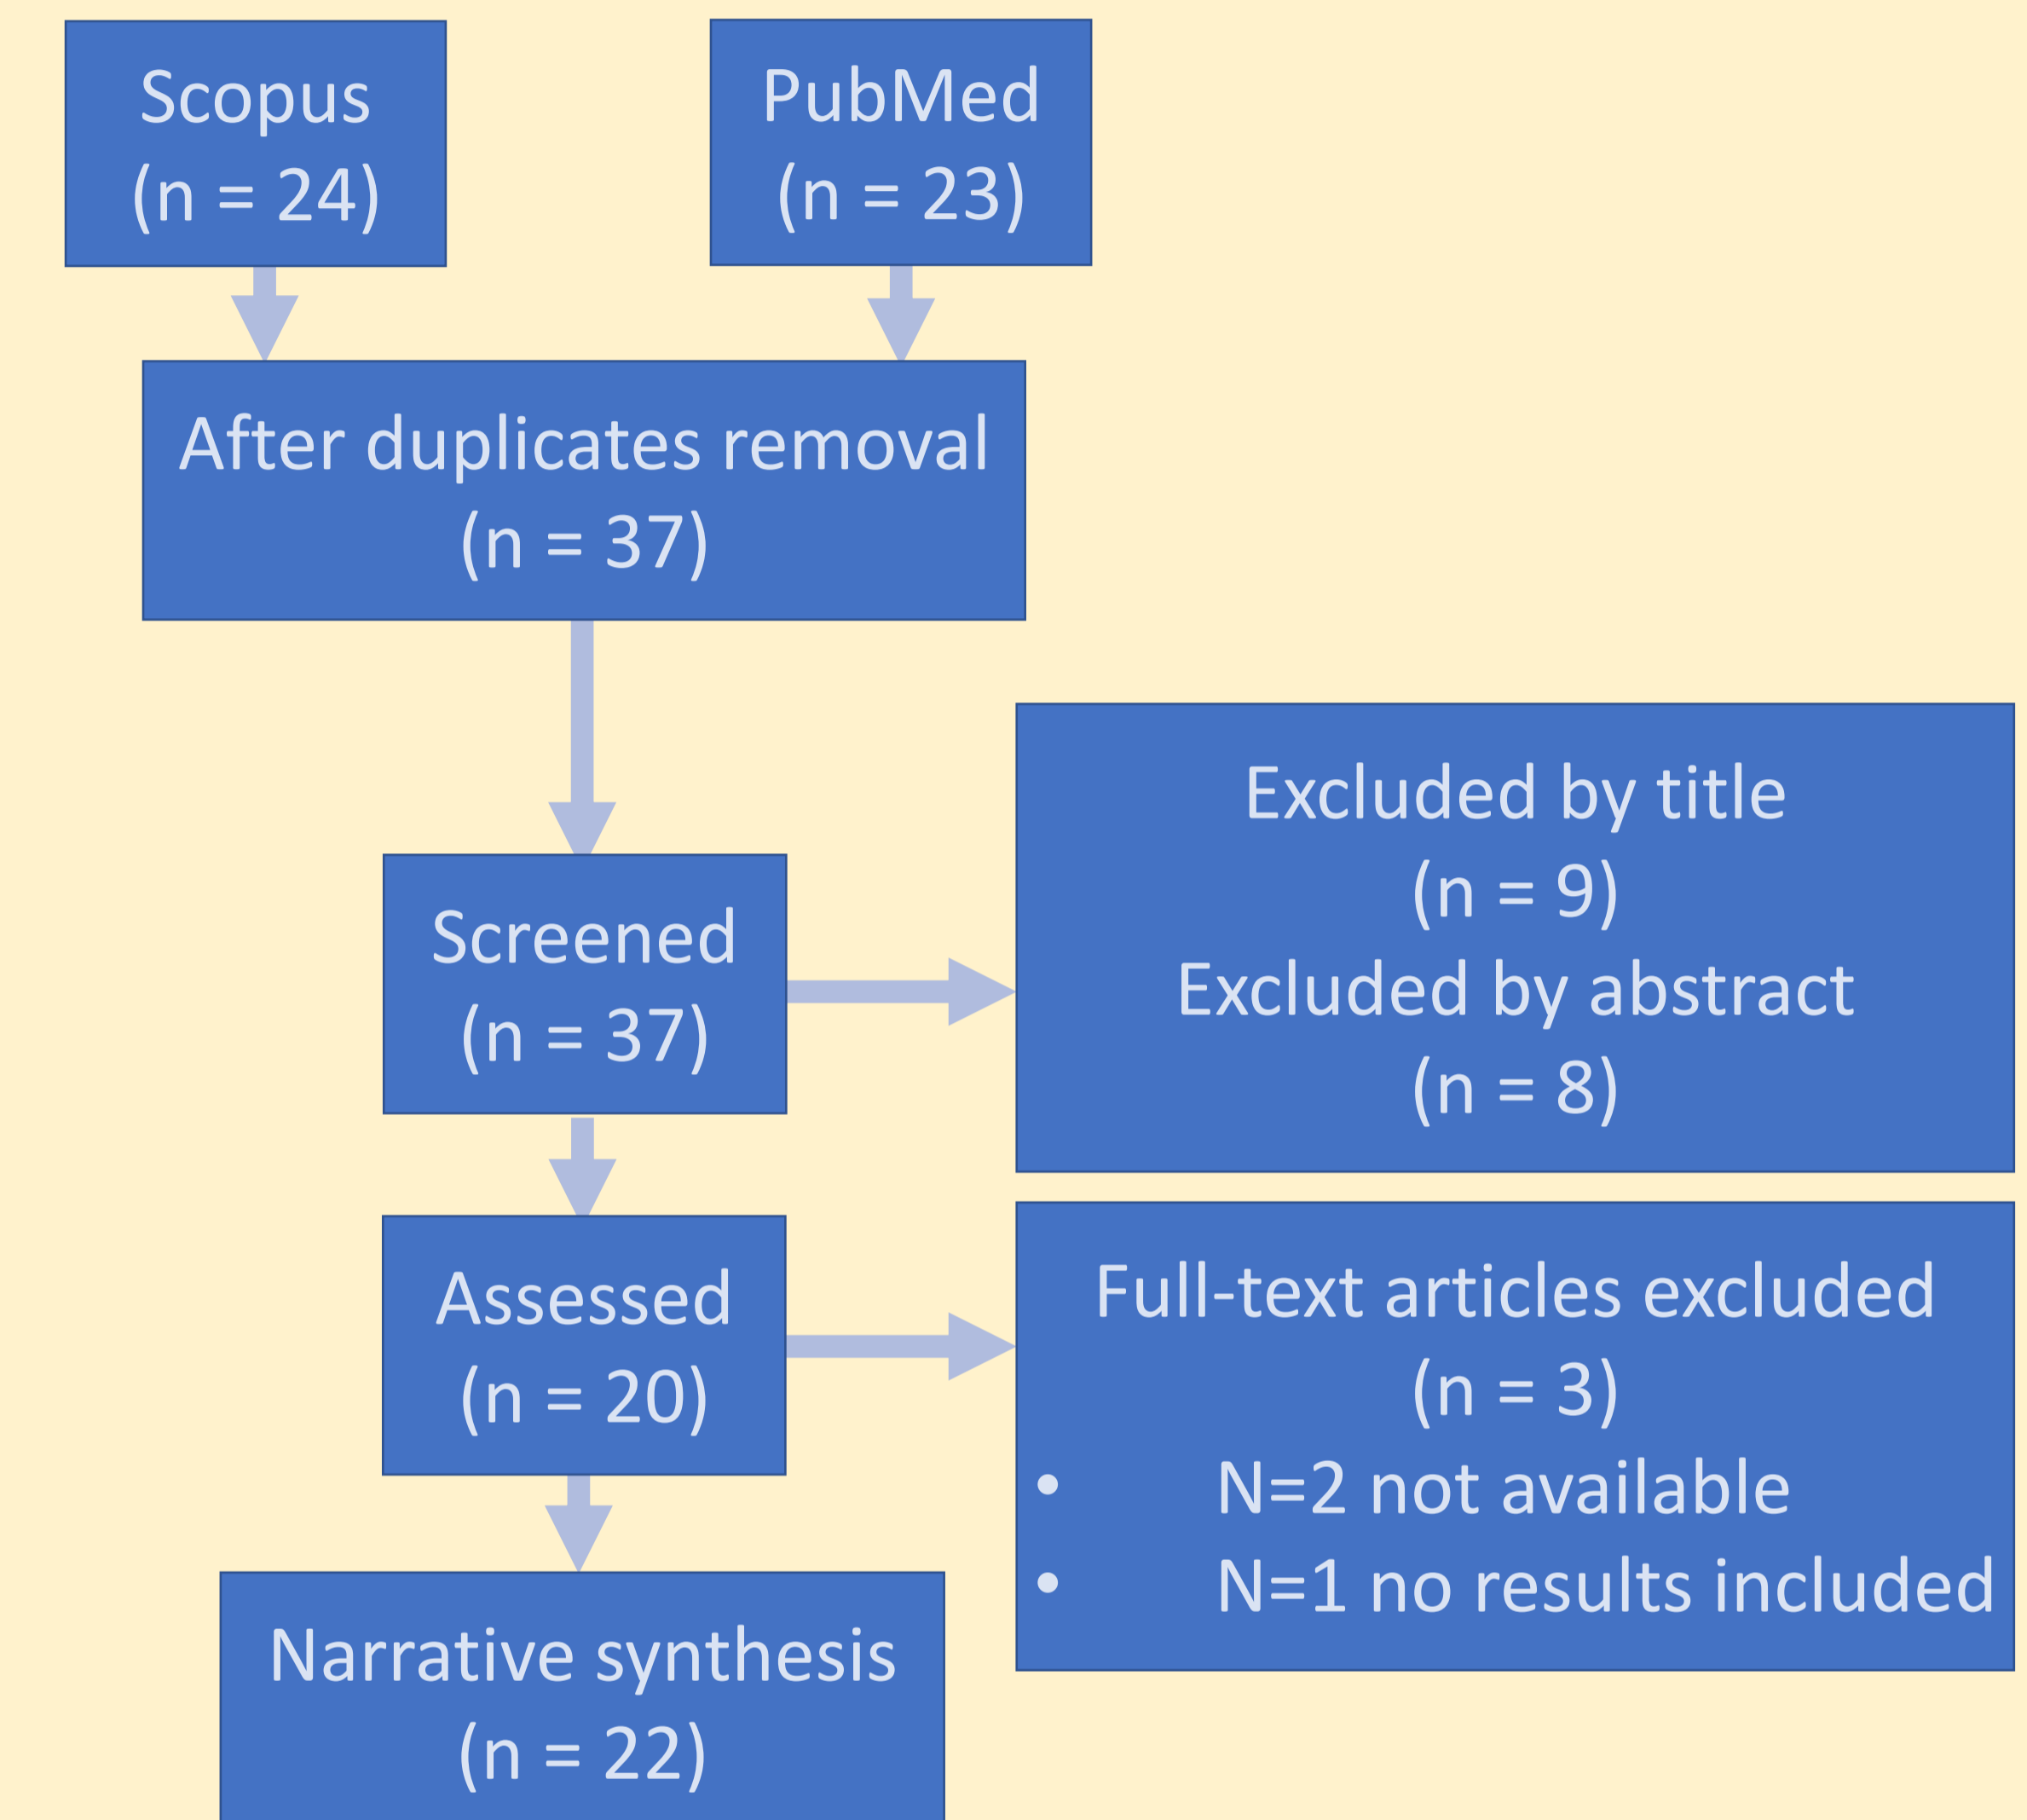 Scopus
(n = 24)
PubMed
(n = 23)
After duplicates removal
(n = 37)
Screened
(n = 37)
Excluded by title
(n = 9)
Excluded by abstract
(n = 8)
Assessed
(n = 20)
Full-text articles excluded
(n = 3)
• N=2 not available
• N=1 no results included
Narrative synthesis
(n = 22)